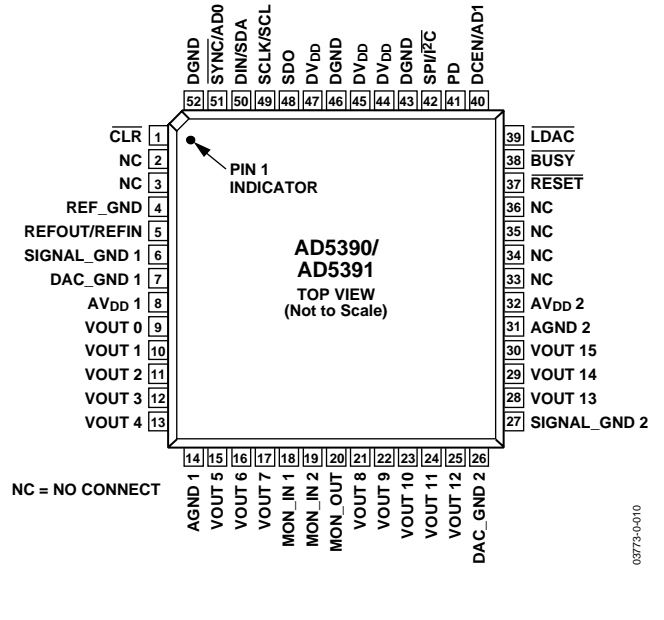 DGND
SYNC/AD0
DIN/SDA
SCLK/SCL
SDO
DVDD
DGND
DVDD
DVDD
DGND
SPI/I2C
PD
DCEN/AD1
52 51 50 49 48 47 46 45 44 43 42 41 40
CLR 1
NC 2
NC 3
REF_GND 4
REFOUT/REFIN 5
SIGNAL_GND 1 6
DAC_GND 1 7
AVDD 1 8
VOUT 0 9
VOUT 1 10
VOUT 2 11
VOUT 3 12
VOUT 4 13
PIN 1
INDICATOR
AD5390/
AD5391
TOP VIEW
(Not to Scale)
39 LDAC
38 BUSY
37 RESET
36 NC
35 NC
34 NC
33 NC
32 AVDD 2
31 AGND 2
30 VOUT 15
29 VOUT 14
28 VOUT 13
27 SIGNAL_GND 2
14 15 16 17 18 19 20 21 22 23 24 25 26
AGND 1
VOUT 5
VOUT 6
VOUT 7
MON_IN 1
MON_IN 2
MON_OUT
VOUT 8
VOUT 9
VOUT 10
VOUT 11
VOUT 12
DAC_GND 2
NC = NO CONNECT
03773-0-010